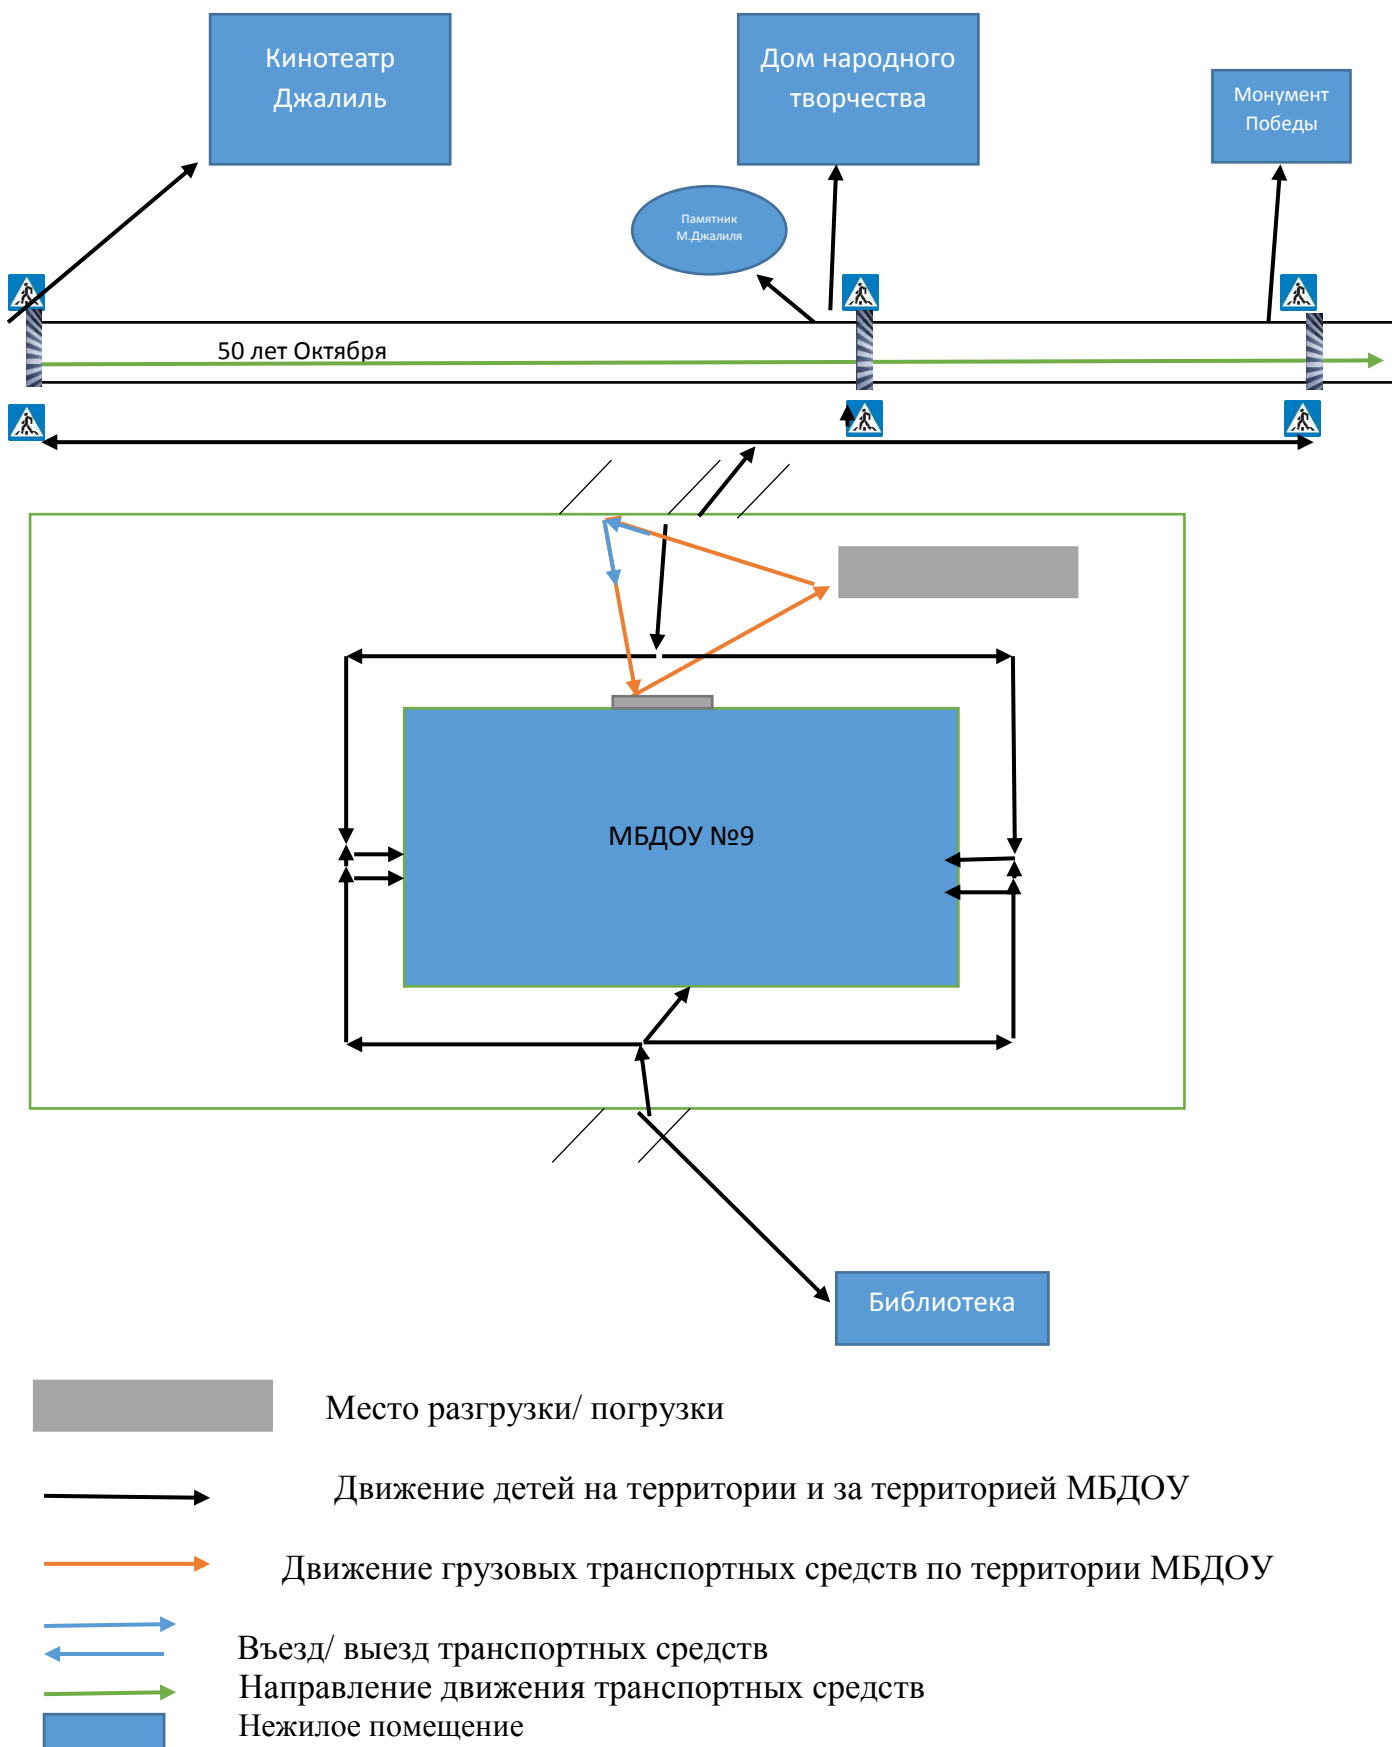 Кинотеатр
Джалиль
Дом народного
творчества
Монумент
Победы
Памятник
М.Джалиля
50 лет Октября
МБДОУ №9
Библиотека
Место разгрузки/ погрузки
Движение детей на территории и за территорией МБДОУ
Движение грузовых транспортных средств по территории МБДОУ
Въезд/ выезд транспортных средств
Направление движения транспортных средств
Нежилое помещение